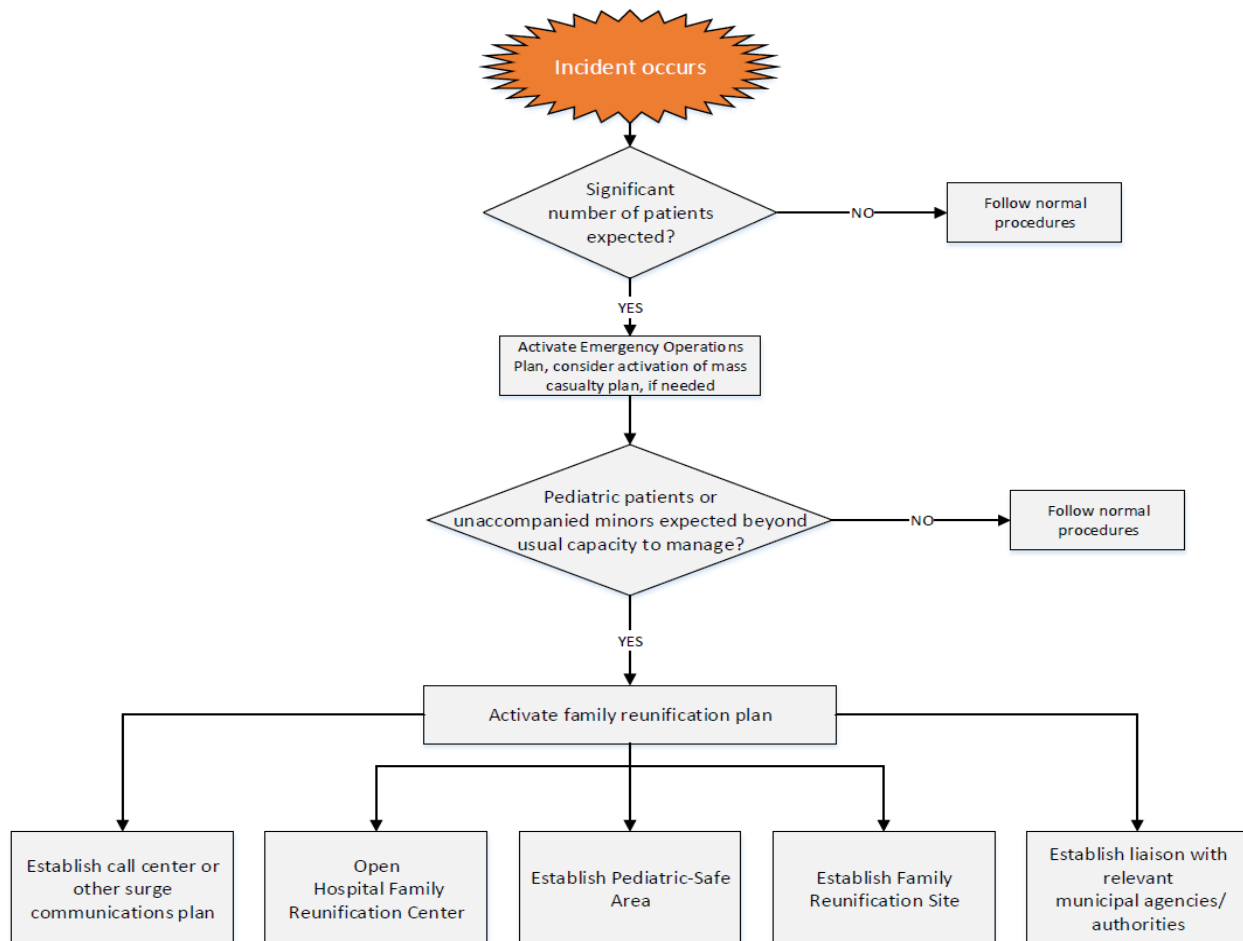 Incident occurs
Significant
number of patients
expected?
NO
Follow normal
procedures
YES
Activate Emergency Operations
Plan, consider activation of mass
casualty plan, if needed
Pediatric patients or
unaccompanied minors expected beyond
usual capacity to manage?
NO
Follow normal
procedures
YES
Activate family reunification plan
Establish call center or
other surge
communications plan
Open
Hospital Family
Reunification Center
Establish Pediatric-Safe
Area
Establish Family
Reunification Site
Establish liaison with
relevant
municipal agencies/
authorities